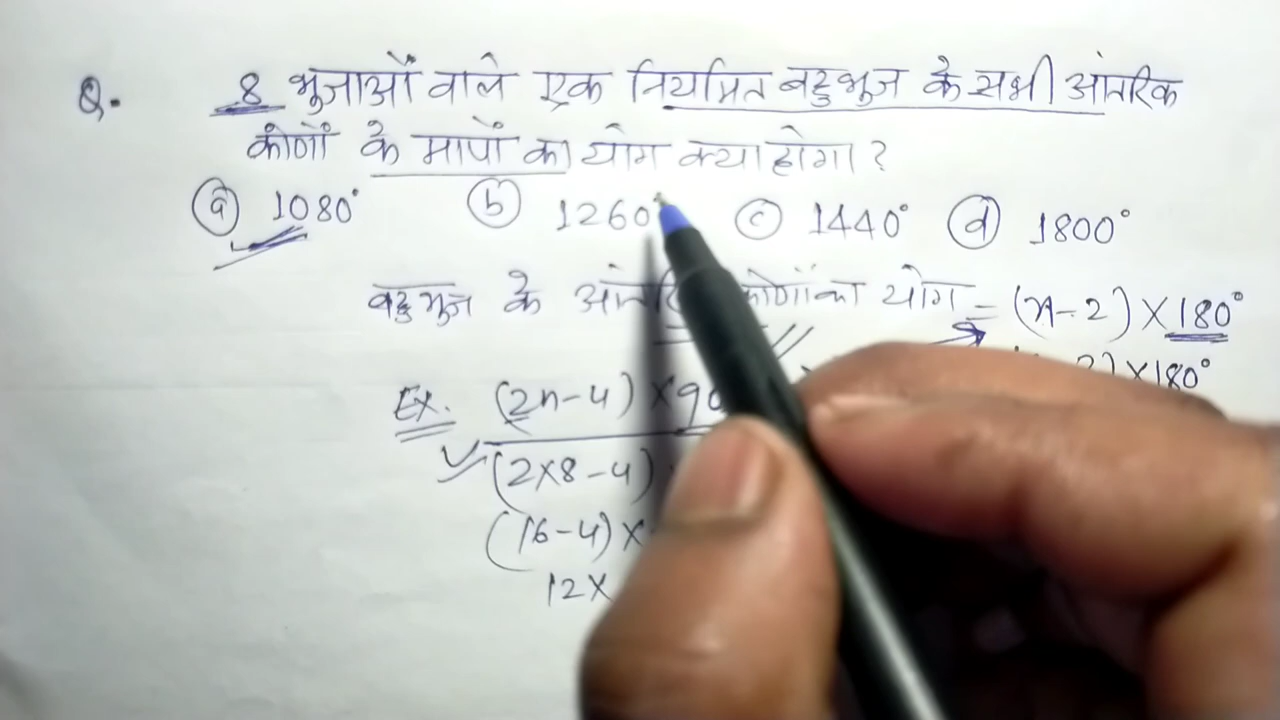 Q. 8 भुजाओं वाले एक नियमित बहुभुज के सभी आंतरिक
कोणों के मापों का योग क्या होगा ?
(a) 1080° (b) 1260° (c) 1440° (d) 1800°
बहुभुज के कोणों का योग = (n-2) × 180°
2) × 180°
Ex. (2n-4) × 90
(2×8-4)
(16-4) ×
12×